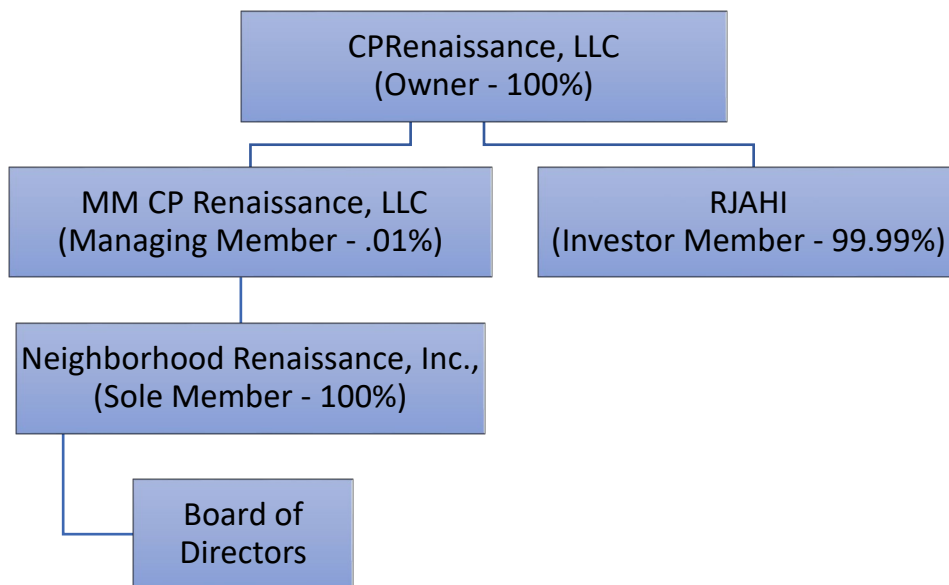 CPRenaissance, LLC
(Owner - 100%)
MM CP Renaissance, LLC
(Managing Member - .01%)
RJAHI
(Investor Member - 99.99%)
Neighborhood Renaissance, Inc.,
(Sole Member - 100%)
Board of
Directors